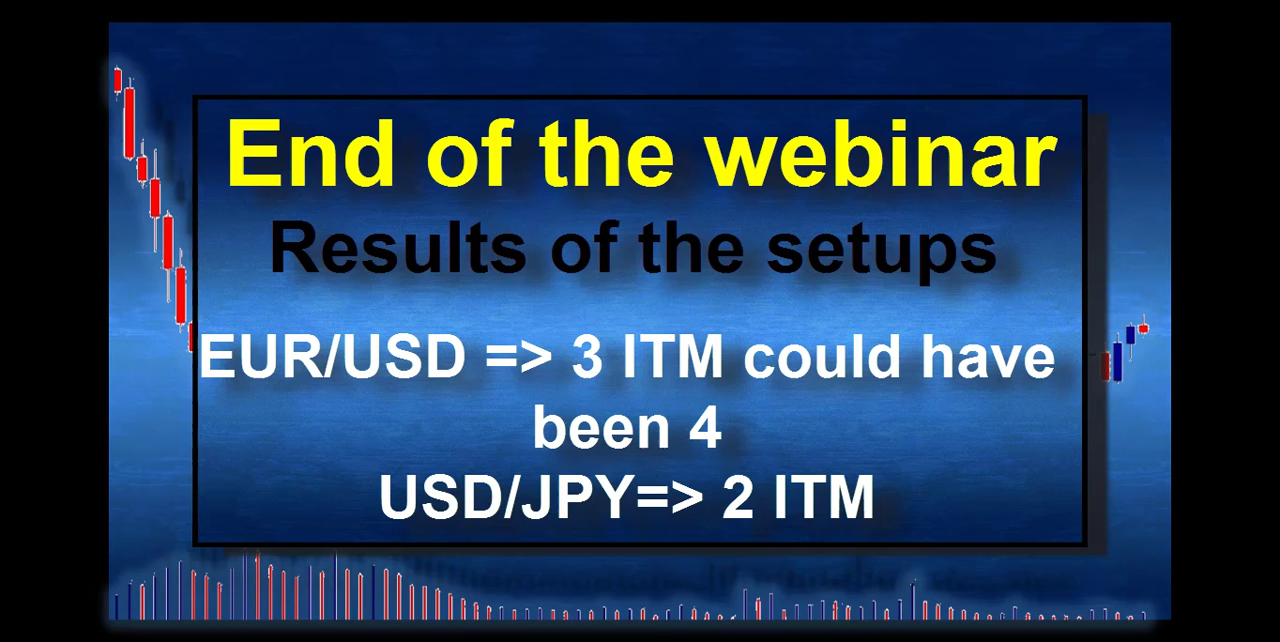 End of the webinar
Results of the setups
EUR/USD => 3 ITM could have
been 4
USD/JPY=> 2 ITM